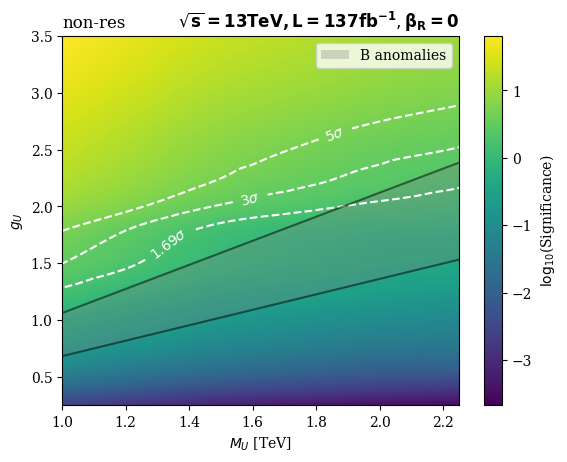 non-res
√s = 13TeV, L = 137fb⁻¹, β_R = 0
B anomalies
5σ
3σ
1.69σ
3.5
3.0
2.5
2.0
1.5
1.0
0.5
g_U
1.0
1.2
1.4
1.6
1.8
2.0
2.2
M_U [TeV]
1
0
−1
−2
−3
log₁₀(Significance)